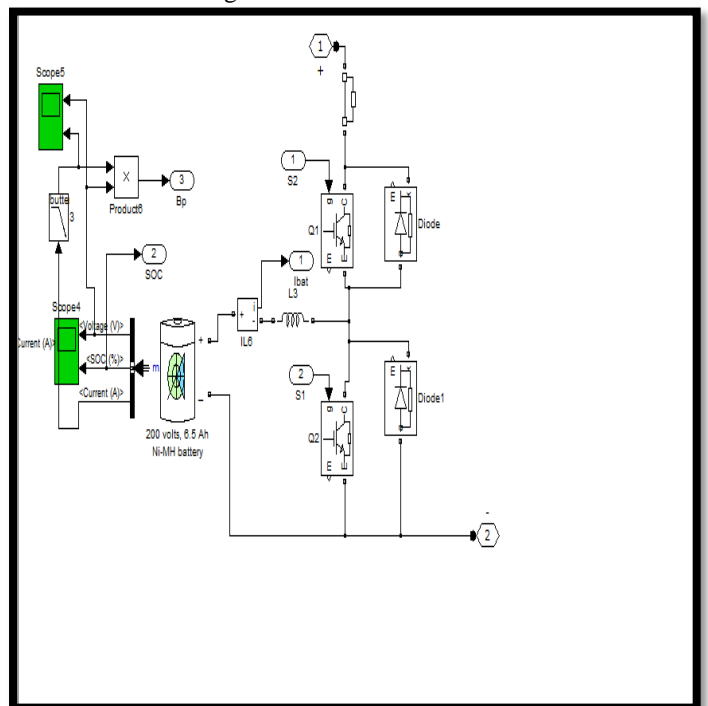 1
+
Scope5
1
S2
×
Product6
3
Bp
butte
3
g
C
Q1
E
E
Diode
2
SOC
1
Ibat
L3
Scope4
<Voltage (V)>
Current (A)>
<SOC (%)>
<Current (A)>
m
+
-
+
i
-
IL6
200 volts, 6.5 Ah
Ni-MH battery
2
S1
g
C
Q2
E
E
Diode1
-
2